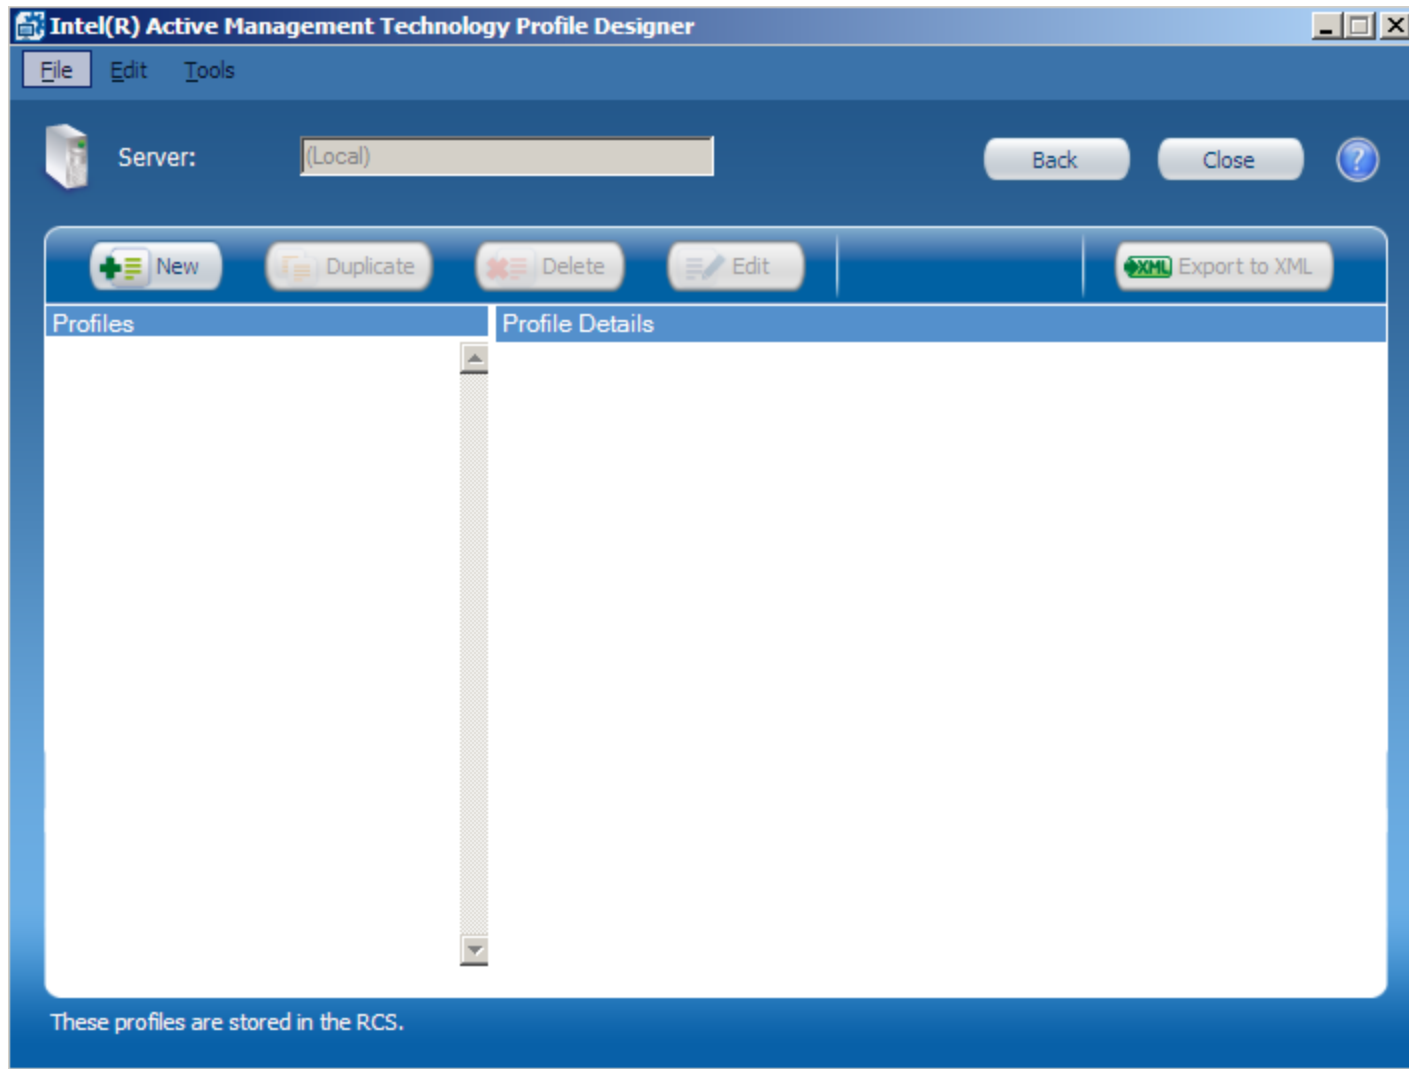 Intel(R) Active Management Technology Profile Designer
File Edit Tools
Server: (Local) Back Close ?
New Duplicate Delete Edit XML Export to XML
Profiles Profile Details
These profiles are stored in the RCS.